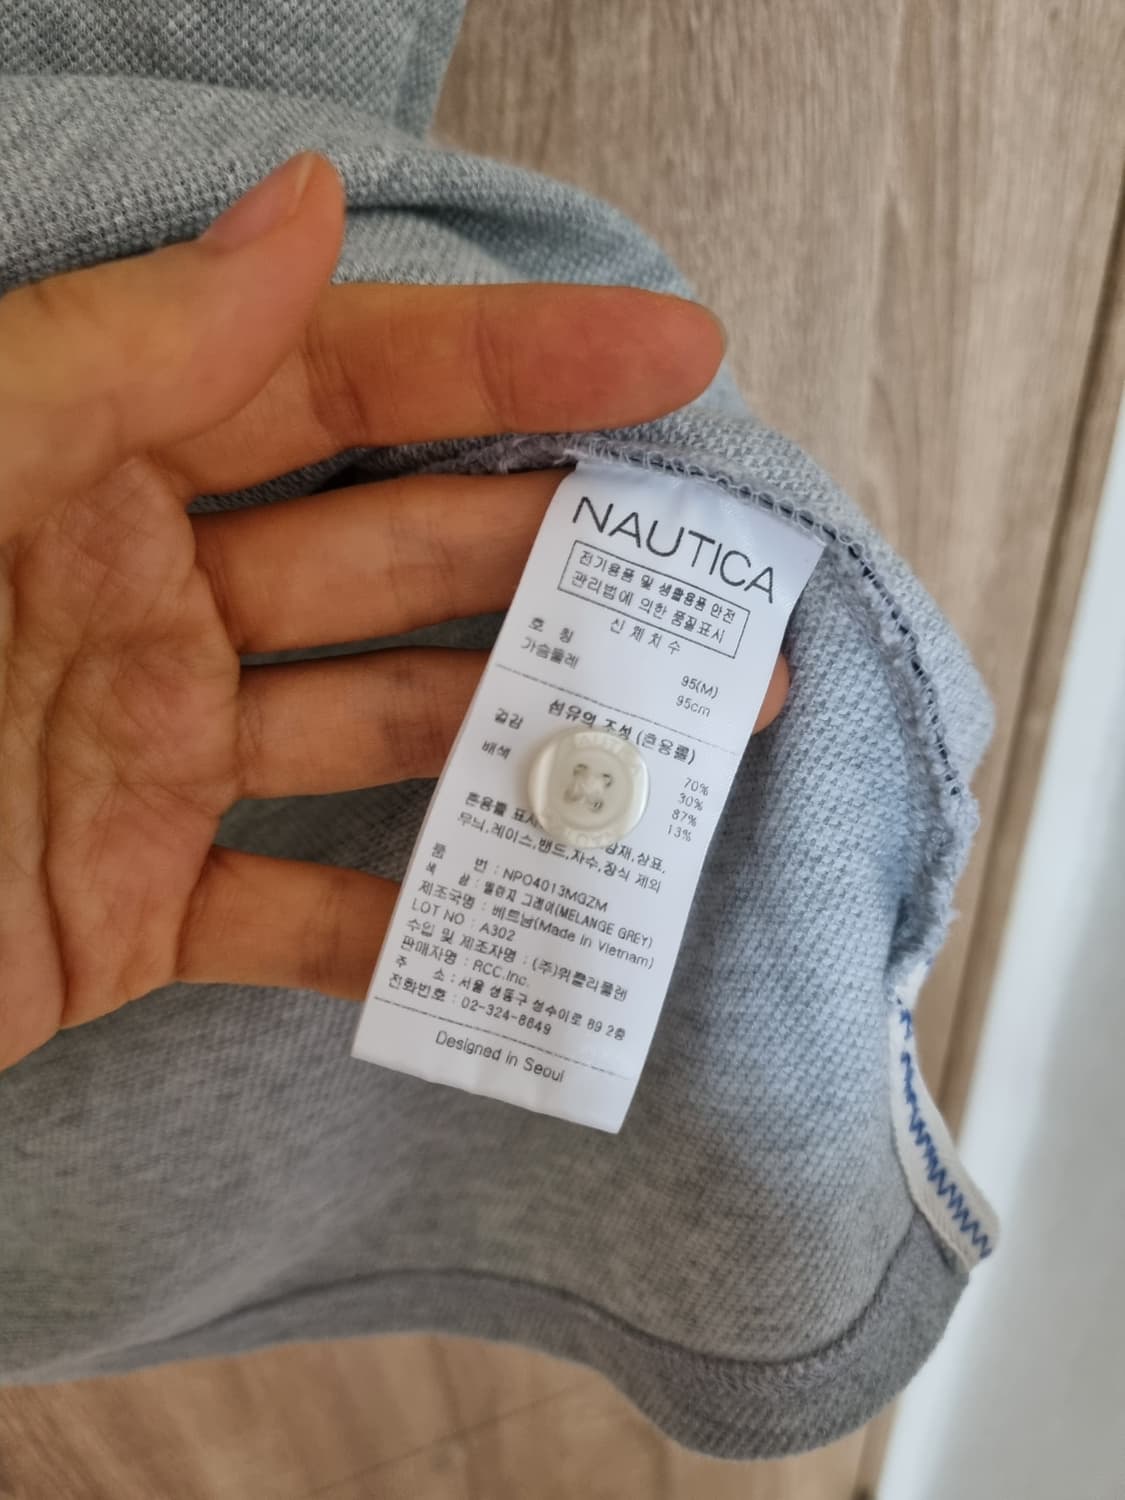 NAUTICA
전기용품 및 생활용품 안전
관리법에 의한 품질표시
신체치수
호 칭 95(M)
가슴둘레 95cm
섬유의 조성 (혼용률)
겉감 70%
30%
배색 87%
13%
혼용률 표시 장재,상표,
무늬,레이스,밴드,자수,장식 제외
품 번 : NPO4013MGZM
색 상 : 멜란지 그레이(MELANGE GREY)
제조국명 : 베트남(Made in Vietnam)
LOT NO : A302
수입 및 제조자명 : (주)위클리물렌
판매자명 : RCC.Inc.
주 소 : 서울 성동구 성수이로 89 2층
전화번호 : 02-324-8649
Designed in Seoul